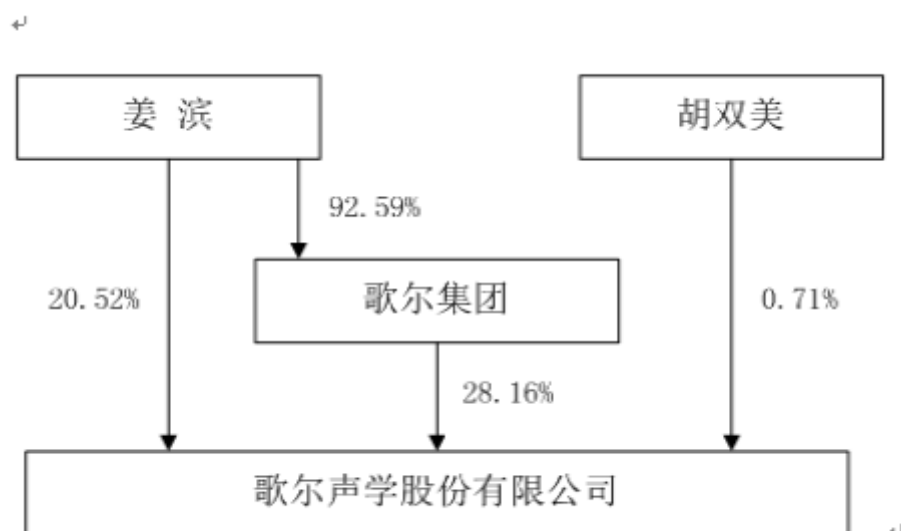 姜 滨
胡双美
92.59%
20.52%
歌尔集团
0.71%
28.16%
歌尔声学股份有限公司